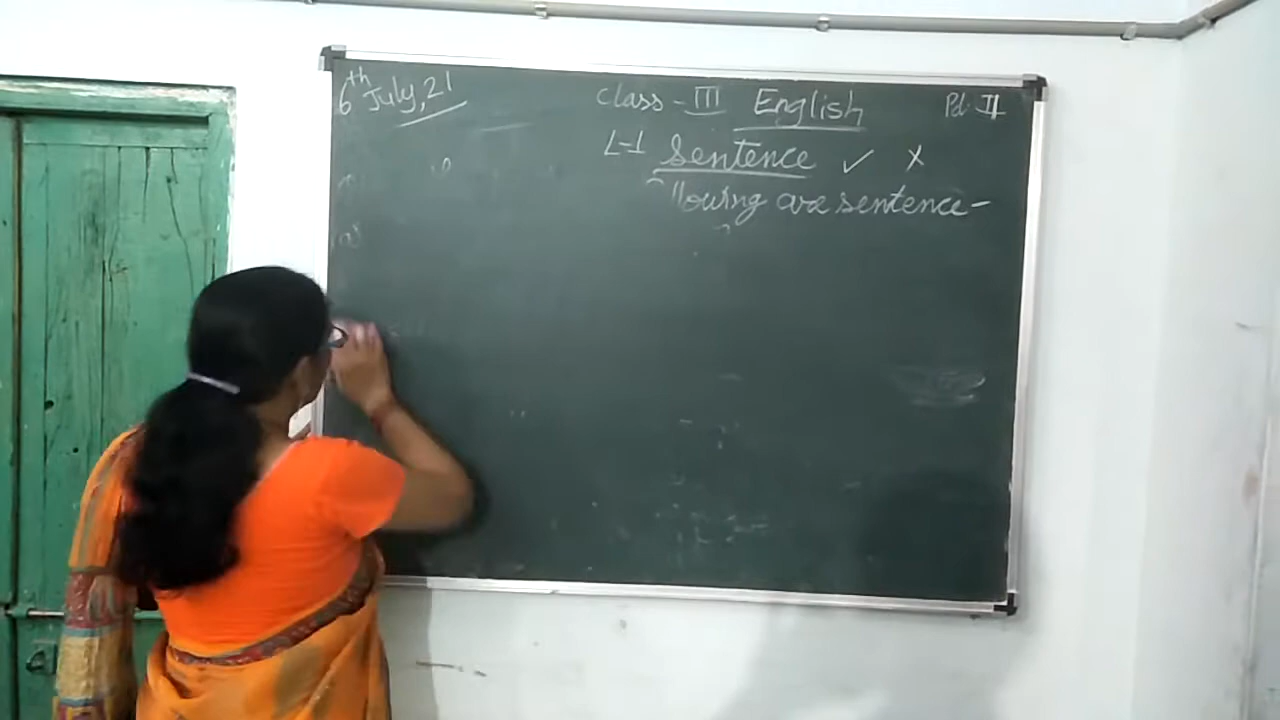 6th July, 21 Class - III English Pd. II
L-1 Sentence ✓ x
llowing are sentence -